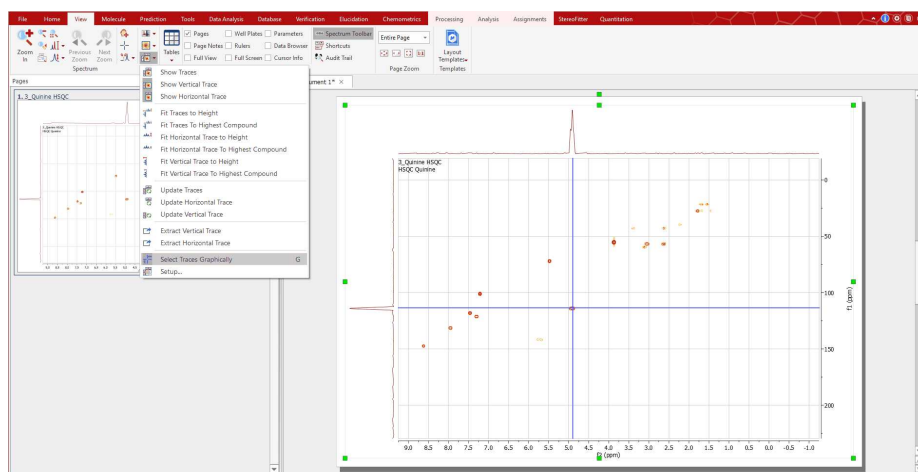 File Home View Molecule Prediction Tools Data Analysis Database Verification Elucidation Chemometrics Processing Analysis Assignments StereoFitter Quantitation
Zoom In
Previous Zoom
Next Zoom
Spectrum
Tables
Pages Well Plates Parameters
Page Notes Rulers Data Browser
Full View Full Screen Cursor Info
Spectrum Toolbar
Shortcuts
Audit Trail
Entire Page
Page Zoom
Layout Templates
Templates
Pages
1. 3_Quinine HSQC
Show Traces
Show Vertical Trace
Show Horizontal Trace
Fit Traces to Height
Fit Traces To Highest Compound
Fit Horizontal Trace to Height
Fit Horizontal Trace To Highest Compound
Fit Vertical Trace to Height
Fit Vertical Trace To Highest Compound
Update Traces
Update Horizontal Trace
Update Vertical Trace
Extract Vertical Trace
Extract Horizontal Trace
Select Traces Graphically G
Setup...
ument 1*
3_Quinine HSQC
HSQC Quinine
0
50
100
150
200
f1 (ppm)
9.0 8.5 8.0 7.5 7.0 6.5 6.0 5.5 5.0 4.5 4.0 3.5 3.0 2.5 2.0 1.5 1.0 0.5 0.0 -0.5 -1.0
(ppm)